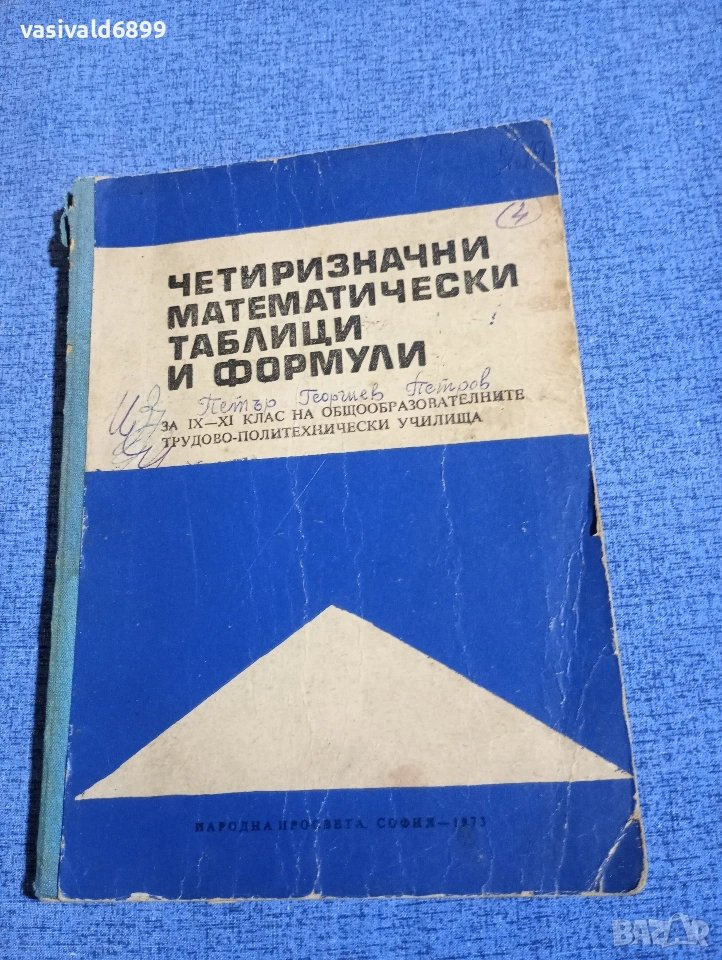 vasivald6899
4
ЧЕТИРИЗНАЧНИ
МАТЕМАТИЧЕСКИ
ТАБЛИЦИ
И ФОРМУЛИ
Петър Георгиев Петров
ЗА IX—XI КЛАС НА ОБЩООБРАЗОВАТЕЛНИТЕ
ТРУДОВО-ПОЛИТЕХНИЧЕСКИ УЧИЛИЩА
НАРОДНА ПРОСВЕТА, СОФИЯ—1973
BAZAR